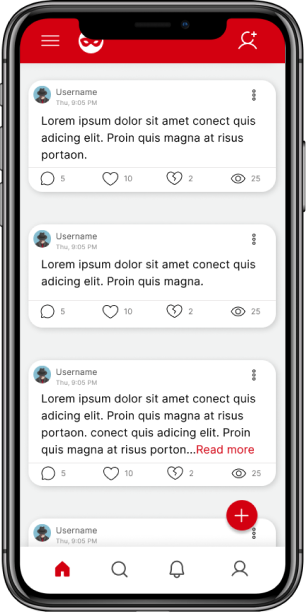 Username
Thu, 9:05 PM
Lorem ipsum dolor sit amet conect quis
adicing elit. Proin quis magna at risus
portaon.
5 10 2 25
Username
Thu, 9:05 PM
Lorem ipsum dolor sit amet conect quis
adicing elit. Proin quis magna.
5 10 2 25
Username
Thu, 9:05 PM
Lorem ipsum dolor sit amet conect quis
adicing elit. Proin quis magna at risus
portaon. conect quis adicing elit. Proin
quis magna at risus porton...Read more
5 10 2 25
Username
Thu, 9:05 PM